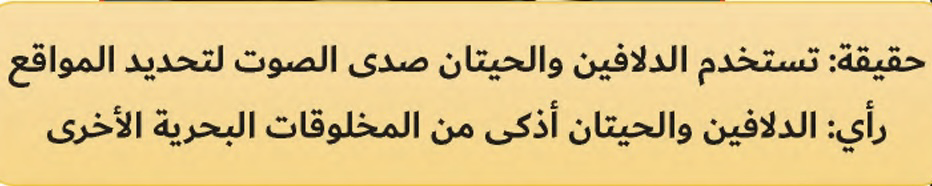 حقيقة: تستخدم الدلافين والحيتان صدى الصوت لتحديد المواقع
رأي: الدلافين والحيتان أذكى من المخلوقات البحرية الأخرى